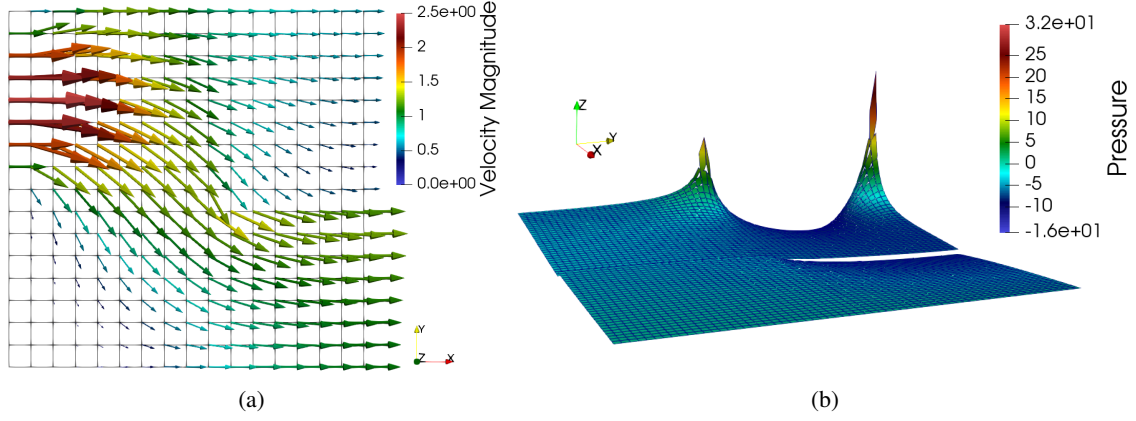 2.5e+00
2
1.5
1
0.5
0.0e+00
Velocity Magnitude
Y
Z
X
(a)
Z
Y
X
3.2e+01
25
20
15
10
5
0
-5
-10
-1.6e+01
Pressure
(b)